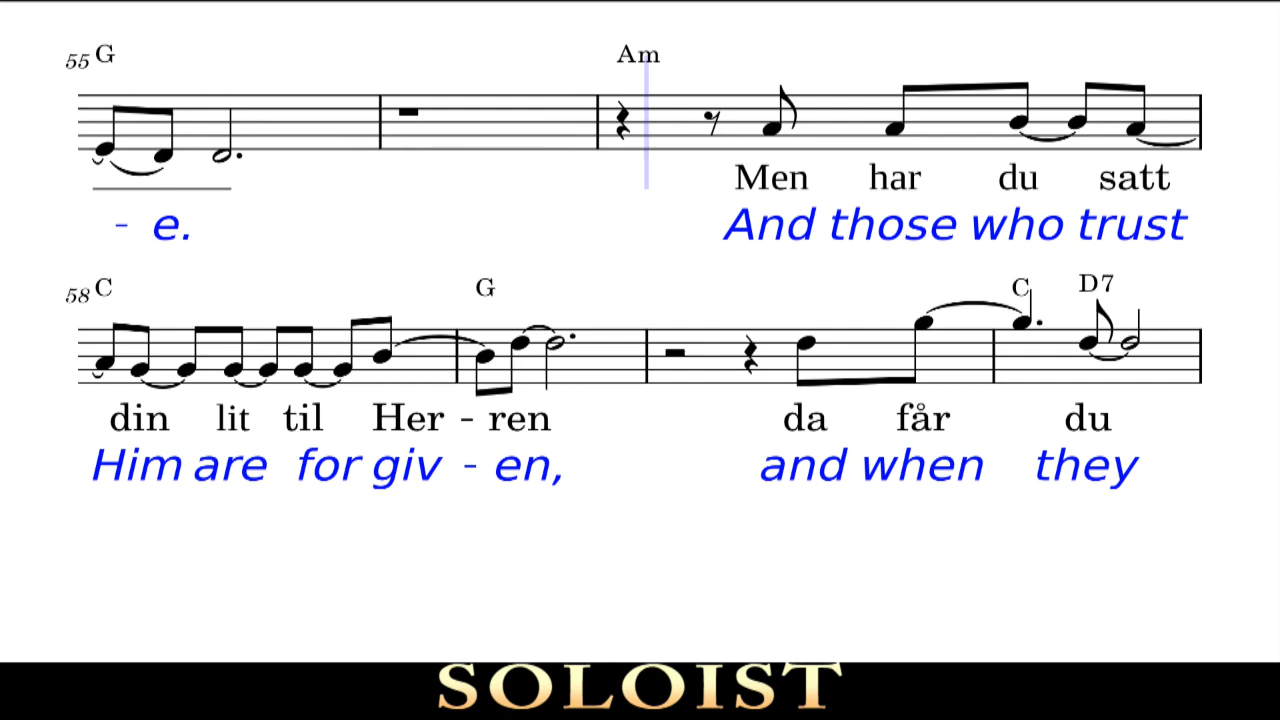 55 G Am
Men har du satt
- e. And those who trust
58 C G C D7
din lit til Her - ren da får du
Him are for giv - en, and when they
SOLOIST